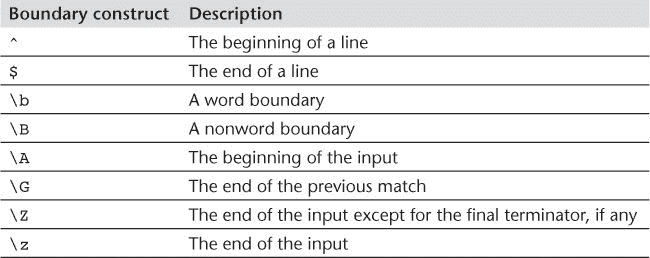 Boundary construct Description
^ The beginning of a line
$ The end of a line
\b A word boundary
\B A nonword boundary
\A The beginning of the input
\G The end of the previous match
\Z The end of the input except for the final terminator, if any
\z The end of the input